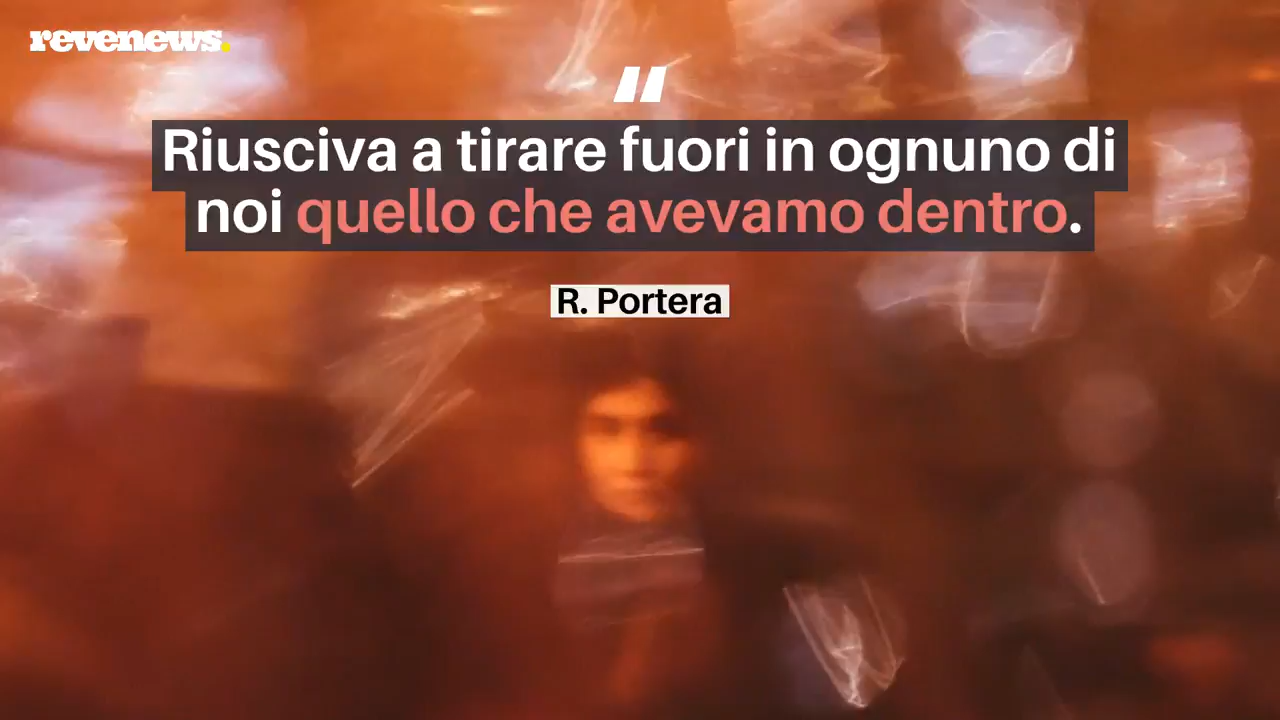 revenews.
"
Riusciva a tirare fuori in ognuno di
noi quello che avevamo dentro.
R. Portera